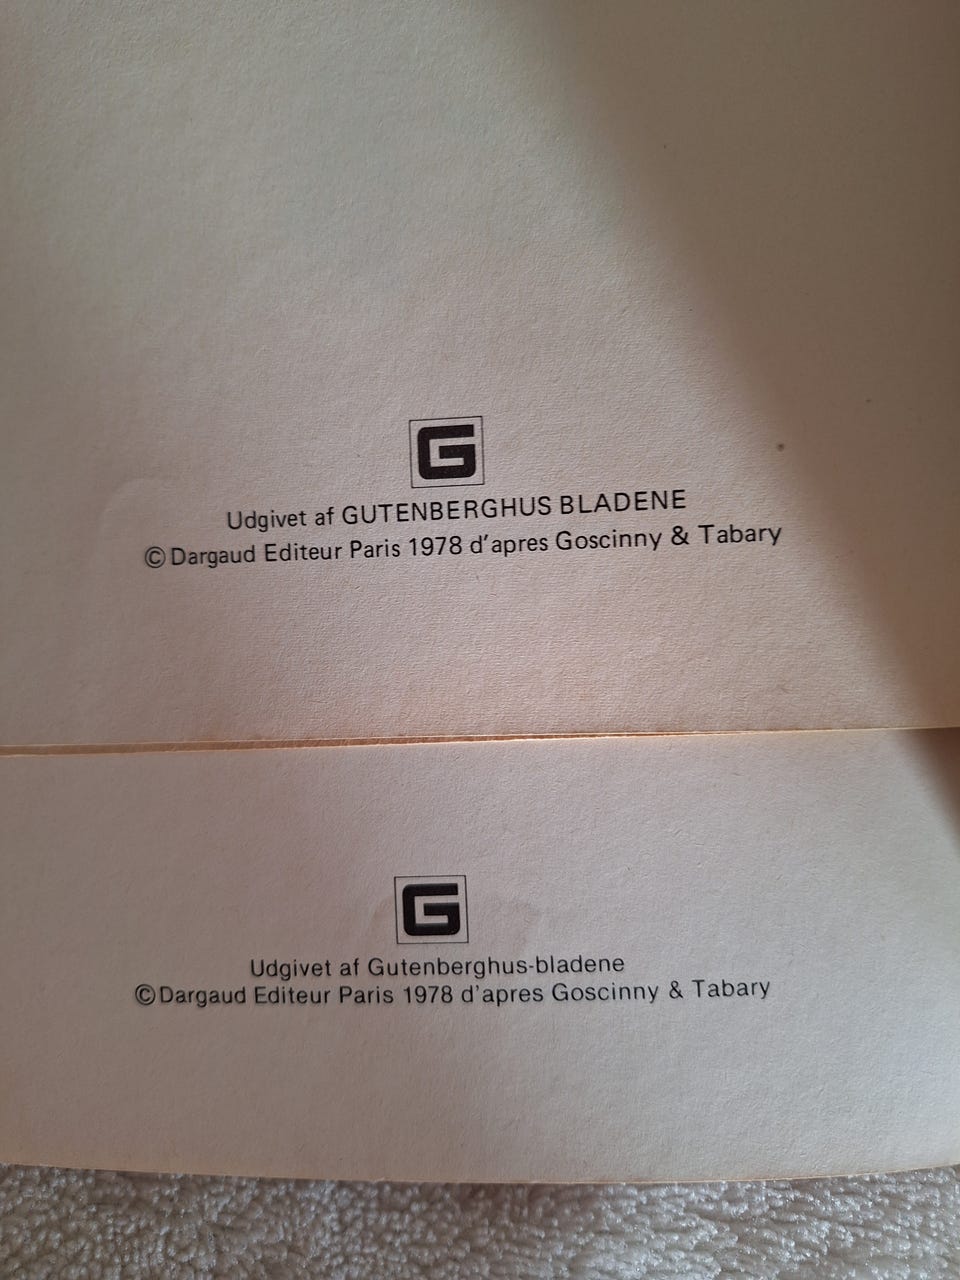 G
Udgivet af GUTENBERGHUS BLADENE
©Dargaud Editeur Paris 1978 d'apres Goscinny & Tabary
G
Udgivet af Gutenberghus-bladene
©Dargaud Editeur Paris 1978 d'apres Goscinny & Tabary